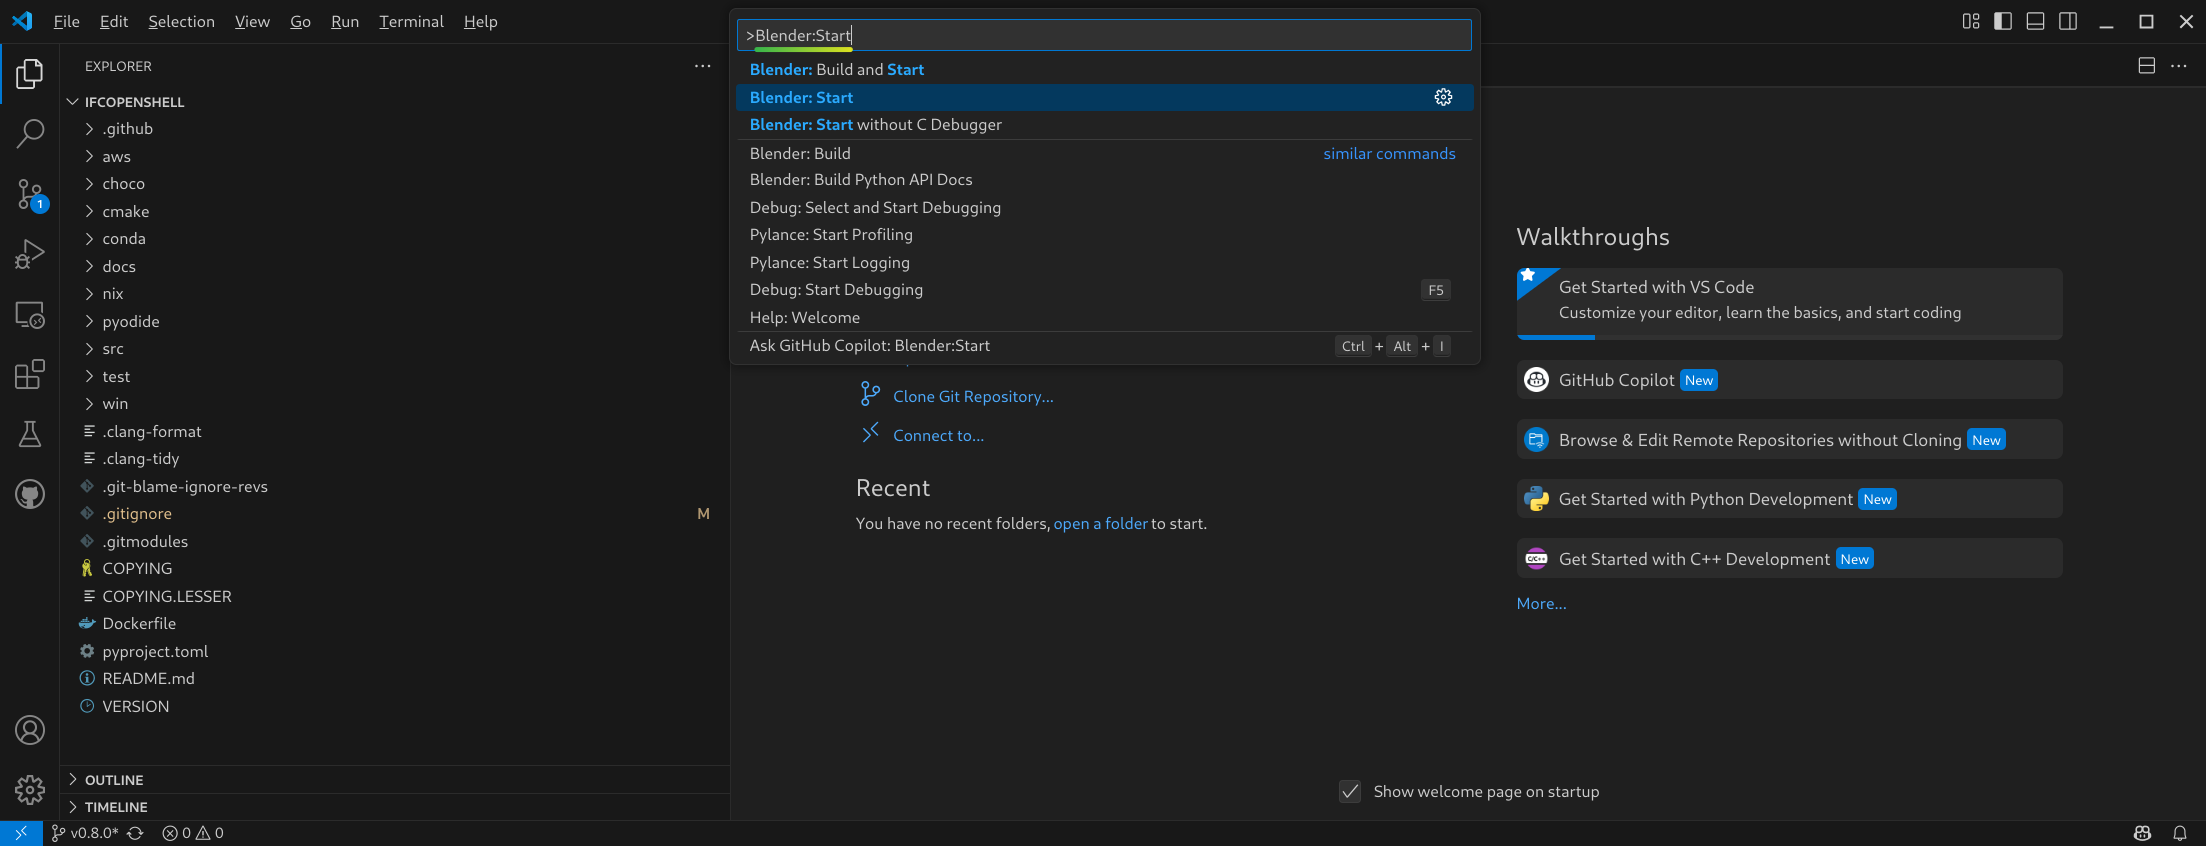 File Edit Selection View Go Run Terminal Help
>Blender:Start
Blender: Build and Start
Blender: Start
Blender: Start without C Debugger
Blender: Build similar commands
Blender: Build Python API Docs
Debug: Select and Start Debugging
Pylance: Start Profiling
Pylance: Start Logging
Debug: Start Debugging F5
Help: Welcome
Ask GitHub Copilot: Blender:Start Ctrl + Alt + I
EXPLORER
IFCOPENSHELL
.github
aws
choco
cmake
conda
docs
nix
pyodide
src
test
win
.clang-format
.clang-tidy
.git-blame-ignore-revs
.gitignore M
.gitmodules
COPYING
COPYING.LESSER
Dockerfile
pyproject.toml
README.md
VERSION
OUTLINE
TIMELINE
1
Clone Git Repository...
Connect to...
Recent
You have no recent folders, open a folder to start.
Walkthroughs
Get Started with VS Code
Customize your editor, learn the basics, and start coding
GitHub Copilot New
Browse & Edit Remote Repositories without Cloning New
Get Started with Python Development New
C/C++ Get Started with C++ Development New
More...
Show welcome page on startup
v0.8.0* 0 0